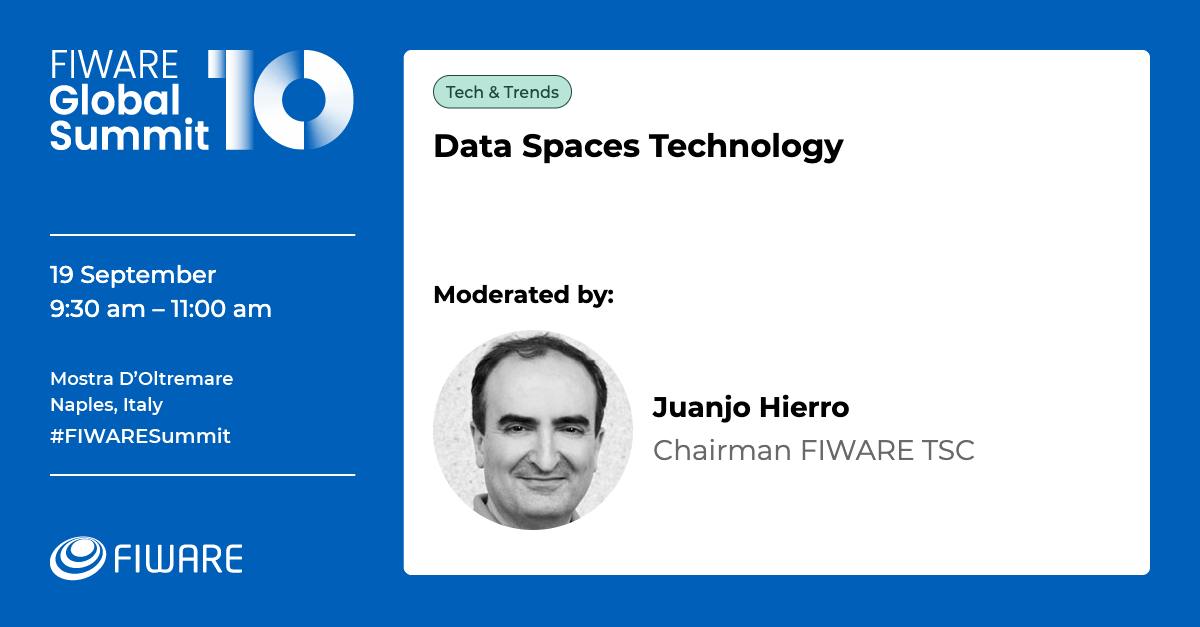 FIWARE
Global
Summit
10
19 September
9:30 am – 11:00 am
Mostra D’Oltremare
Naples, Italy
#FIWARESummit
FIWARE
Tech & Trends
Data Spaces Technology
Moderated by:
Juanjo Hierro
Chairman FIWARE TSC